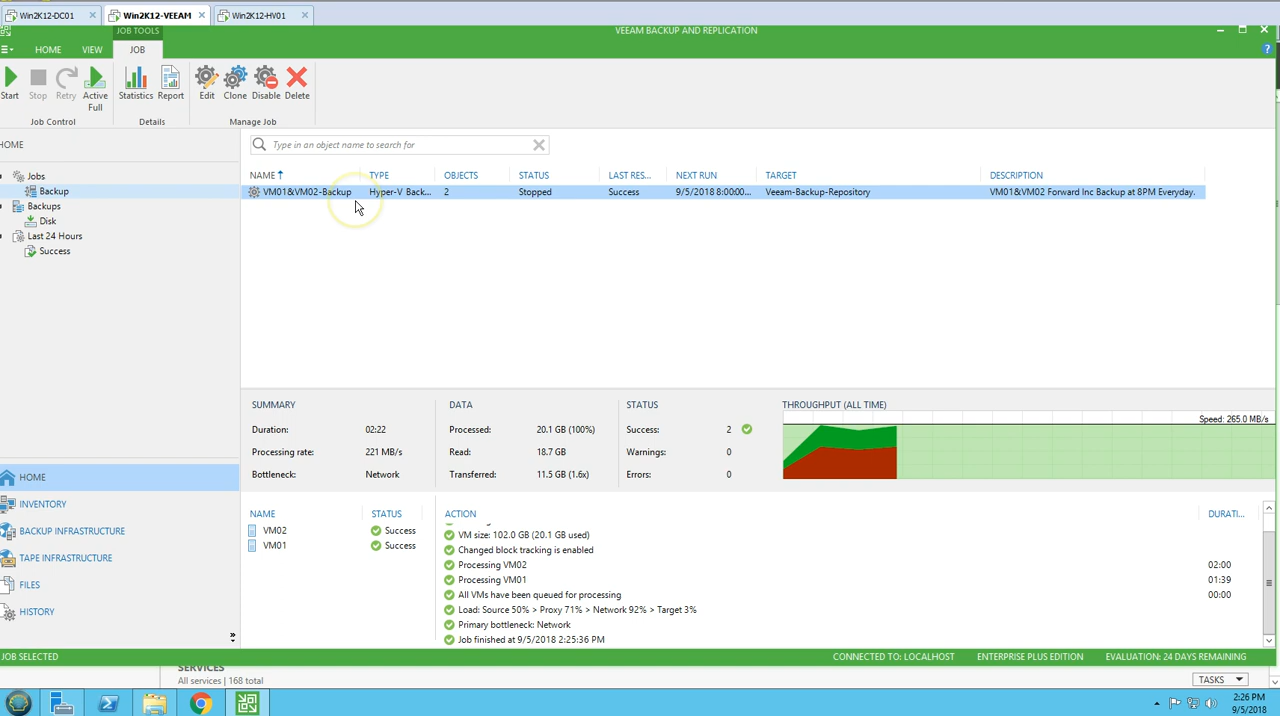 Win2K12-DC01
Win2K12-VEEAM
Win2K12-HV01
JOB TOOLS
VEEAM BACKUP AND REPLICATION
HOME VIEW JOB
Start Stop Retry Active Full Statistics Report Edit Clone Disable Delete
Job Control Details Manage Job
HOME
Type in an object name to search for
Jobs
Backup
Backups
Disk
Last 24 Hours
Success
NAME TYPE OBJECTS STATUS LAST RES... NEXT RUN TARGET DESCRIPTION
VM01&VM02-Backup Hyper-V Back... 2 Stopped Success 9/5/2018 8:00:00... Veeam-Backup-Repository VM01&VM02 Forward Inc Backup at 8PM Everyday.
SUMMARY DATA STATUS THROUGHPUT (ALL TIME)
Speed: 265.0 MB/s
Duration: 02:22 Processed: 20.1 GB (100%) Success: 2
Processing rate: 221 MB/s Read: 18.7 GB Warnings: 0
Bottleneck: Network Transferred: 11.5 GB (1.6x) Errors: 0
HOME
INVENTORY
BACKUP INFRASTRUCTURE
TAPE INFRASTRUCTURE
FILES
HISTORY
NAME STATUS ACTION DURATI...
VM02 Success
VM01 Success
VM size: 102.0 GB (20.1 GB used)
Changed block tracking is enabled
Processing VM02 02:00
Processing VM01 01:39
All VMs have been queued for processing 00:00
Load: Source 50% > Proxy 71% > Network 92% > Target 3%
Primary bottleneck: Network
Job finished at 9/5/2018 2:25:36 PM
JOB SELECTED CONNECTED TO: LOCALHOST ENTERPRISE PLUS EDITION EVALUATION: 24 DAYS REMAINING
SERVICES
All services | 168 total TASKS
2:26 PM
9/5/2018